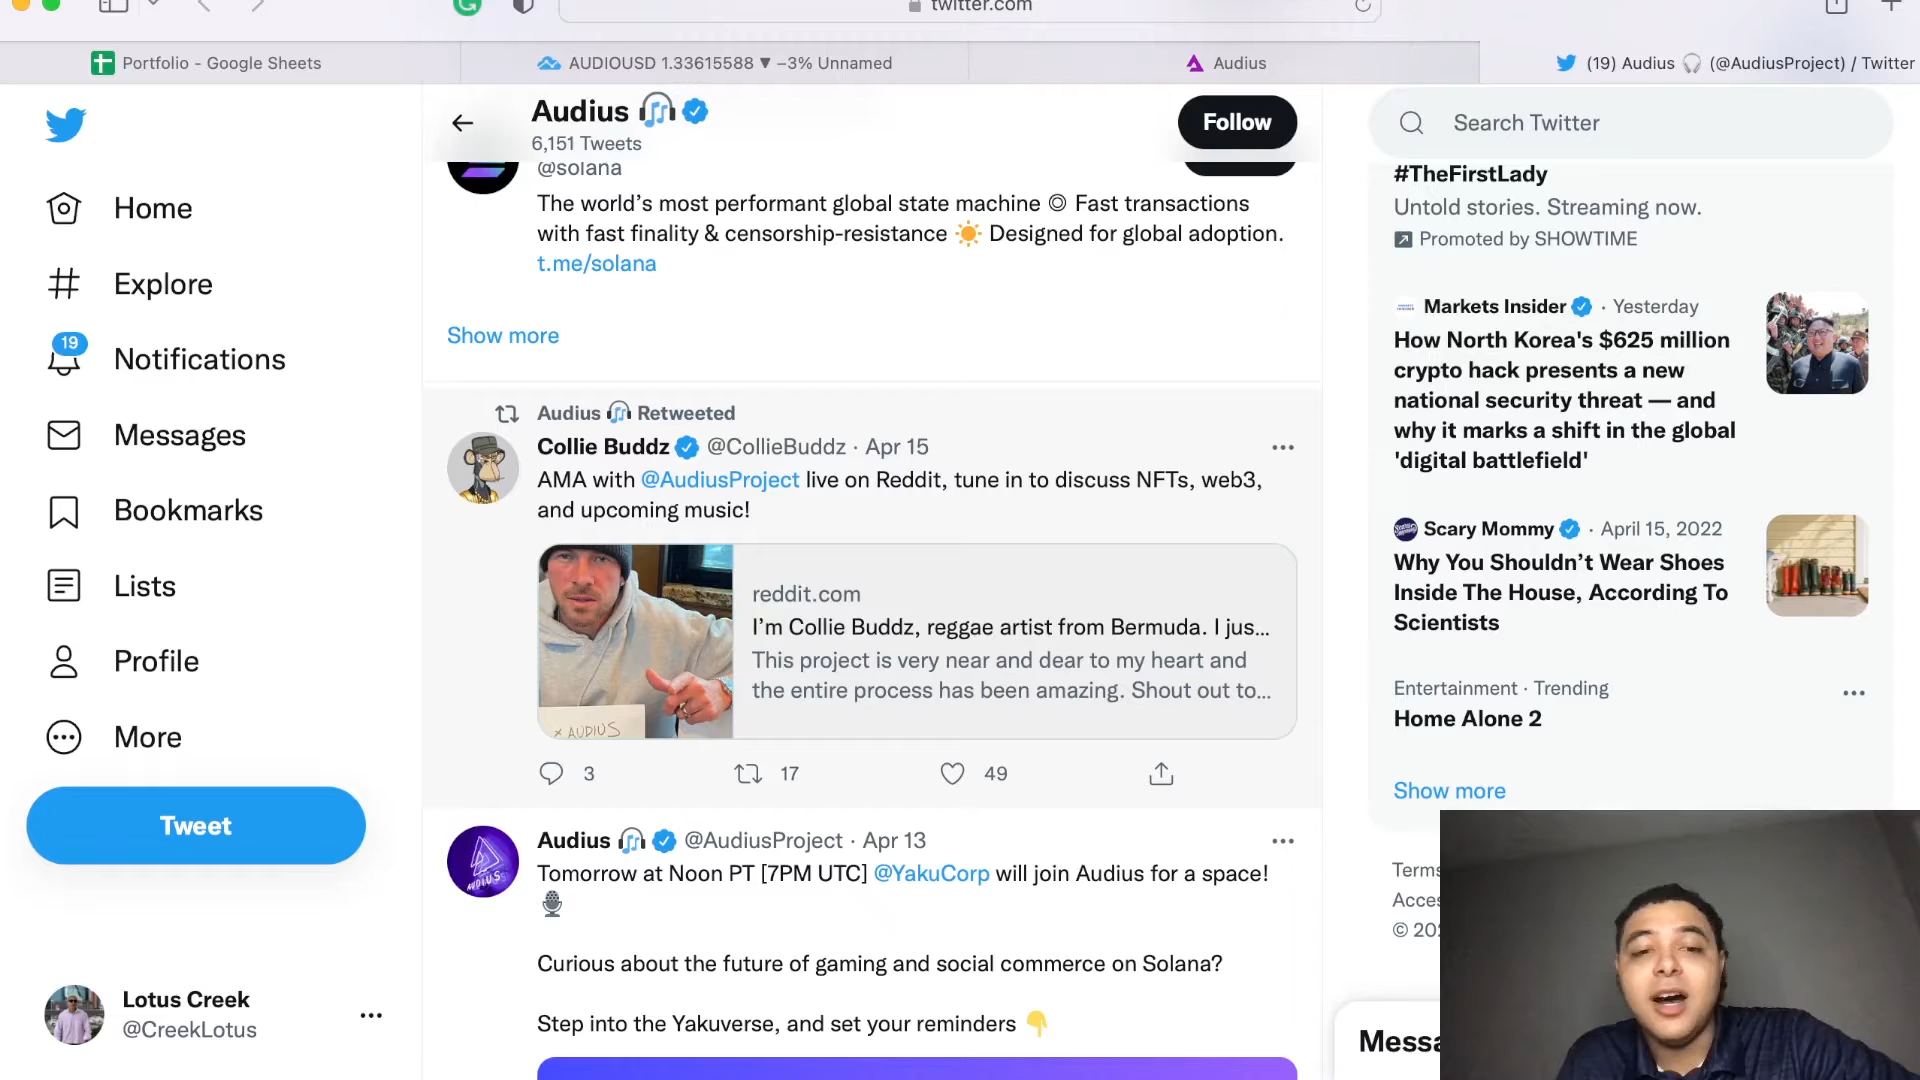 twitter.com
Portfolio - Google Sheets
AUDIOUSD 1.33615588 ▼ −3% Unnamed
Audius
(19) Audius 🎧 (@AudiusProject) / Twitter
Home
Explore
19
Notifications
Messages
Bookmarks
Lists
Profile
More
Tweet
Lotus Creek
@CreekLotus
Audius
6,151 Tweets
Follow
@solana
The world’s most performant global state machine ◎ Fast transactions
with fast finality & censorship-resistance ☀️ Designed for global adoption.
t.me/solana
Show more
Audius Retweeted
Collie Buddz @CollieBuddz · Apr 15
AMA with @AudiusProject live on Reddit, tune in to discuss NFTs, web3,
and upcoming music!
x AUDIUS
reddit.com
I’m Collie Buddz, reggae artist from Bermuda. I jus...
This project is very near and dear to my heart and
the entire process has been amazing. Shout out to...
3
17
49
AUDIUS
Audius @AudiusProject · Apr 13
Tomorrow at Noon PT [7PM UTC] @YakuCorp will join Audius for a space!
🎙️
Curious about the future of gaming and social commerce on Solana?
Step into the Yakuverse, and set your reminders 👇
Search Twitter
#TheFirstLady
Untold stories. Streaming now.
Promoted by SHOWTIME
Markets Insider · Yesterday
How North Korea's $625 million
crypto hack presents a new
national security threat — and
why it marks a shift in the global
'digital battlefield'
Scary Mommy · April 15, 2022
Why You Shouldn’t Wear Shoes
Inside The House, According To
Scientists
Entertainment · Trending
Home Alone 2
Show more
Terms
Acces
© 202
Messa